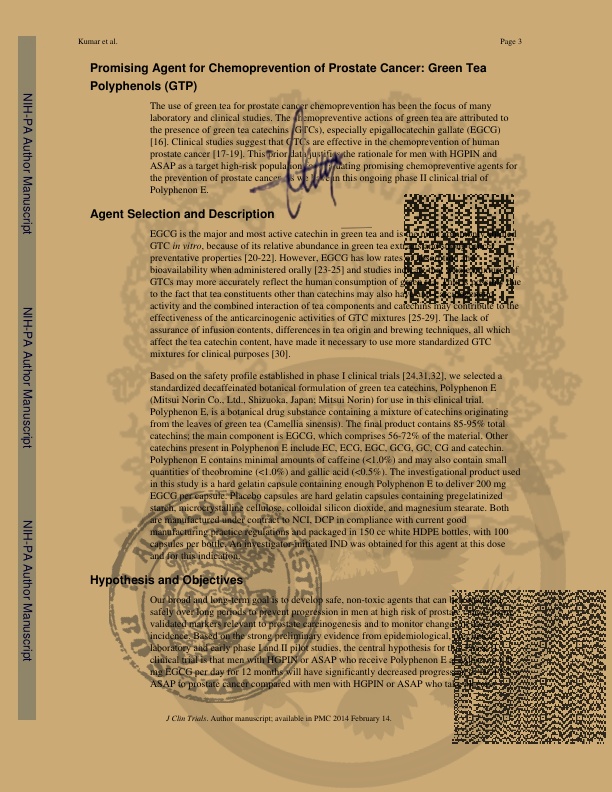 Kumar et al. Page 3
Promising Agent for Chemoprevention of Prostate Cancer: Green Tea
Polyphenols (GTP)
The use of green tea for prostate cancer chemoprevention has been the focus of many
laboratory and clinical studies. The chemopreventive actions of green tea are attributed to
the presence of green tea catechins (GTCs), especially epigallocatechin gallate (EGCG)
[16]. Clinical studies suggest that GTCs are effective in the chemoprevention of human
prostate cancer [17-19]. This prior data justifies the rationale for men with HGPIN and
ASAP as a target high-risk population for evaluating promising chemopreventive agents for
the prevention of prostate cancer as we have in this ongoing phase II clinical trial of
Polyphenon E.
Agent Selection and Description
EGCG is the major and most active catechin in green tea and is the
GTC in vitro, because of its relative abundance in green tea
preventative properties [20-22]. However, EGCG has low rates
bioavailability when administered orally [23-25] and studies of
GTCs may more accurately reflect the human consumption of due
to the fact that tea constituents other than catechins may also
activity and the combined interaction of tea components and catechins may contribute to the
effectiveness of the anticarcinogenic activities of GTC mixtures [25-29]. The lack of
assurance of infusion contents, differences in tea origin and brewing techniques, all which
affect the tea catechin content, have made it necessary to use more standardized GTC
mixtures for clinical purposes [30].
Based on the safety profile established in phase I clinical trials [24,31,32], we selected a
standardized decaffeinated botanical formulation of green tea catechins, Polyphenon E
(Mitsui Norin Co., Ltd., Shizuoka, Japan; Mitsui Norin) for use in this clinical trial.
Polyphenon E, is a botanical drug substance containing a mixture of catechins originating
from the leaves of green tea (Camellia sinensis). The final product contains 85-95% total
catechins; the main component is EGCG, which comprises 56-72% of the material. Other
catechins present in Polyphenon E include EC, ECG, EGC, GCG, GC, CG and catechin.
Polyphenon E contains minimal amounts of caffeine (<1.0%) and may also contain small
quantities of theobromine (<1.0%) and gallic acid (<0.5%). The investigational product used
in this study is a hard gelatin capsule containing enough Polyphenon E to deliver 200 mg
EGCG per capsule. Placebo capsules are hard gelatin capsules containing pregelatinized
starch, microcrystalline cellulose, colloidal silicon dioxide, and magnesium stearate. Both
are manufactured under contract to NCI, DCP in compliance with current good
manufacturing practice regulations and packaged in 150 cc white HDPE bottles, with 100
capsules per bottle. An investigator-initiated IND was obtained for this agent at this dose
and for this indication.
Hypothesis and Objectives
Our broad and long-term goal is to develop safe, non-toxic agents that can
safely over long periods to prevent progression in men at high risk of
validated markers relevant to prostate carcinogenesis and to monitor
incidence. Based on the strong preliminary evidence from epidemiological,
laboratory and early phase I and II pilot studies, the central hypothesis for
clinical trial is that men with HGPIN or ASAP who receive Polyphenon E
mg EGCG per day for 12 months will have significantly decreased
ASAP to prostate cancer compared with men with HGPIN or ASAP who
J Clin Trials. Author manuscript; available in PMC 2014 February 14.
NIH-PA Author Manuscript
NIH-PA Author Manuscript
NIH-PA Author Manuscript